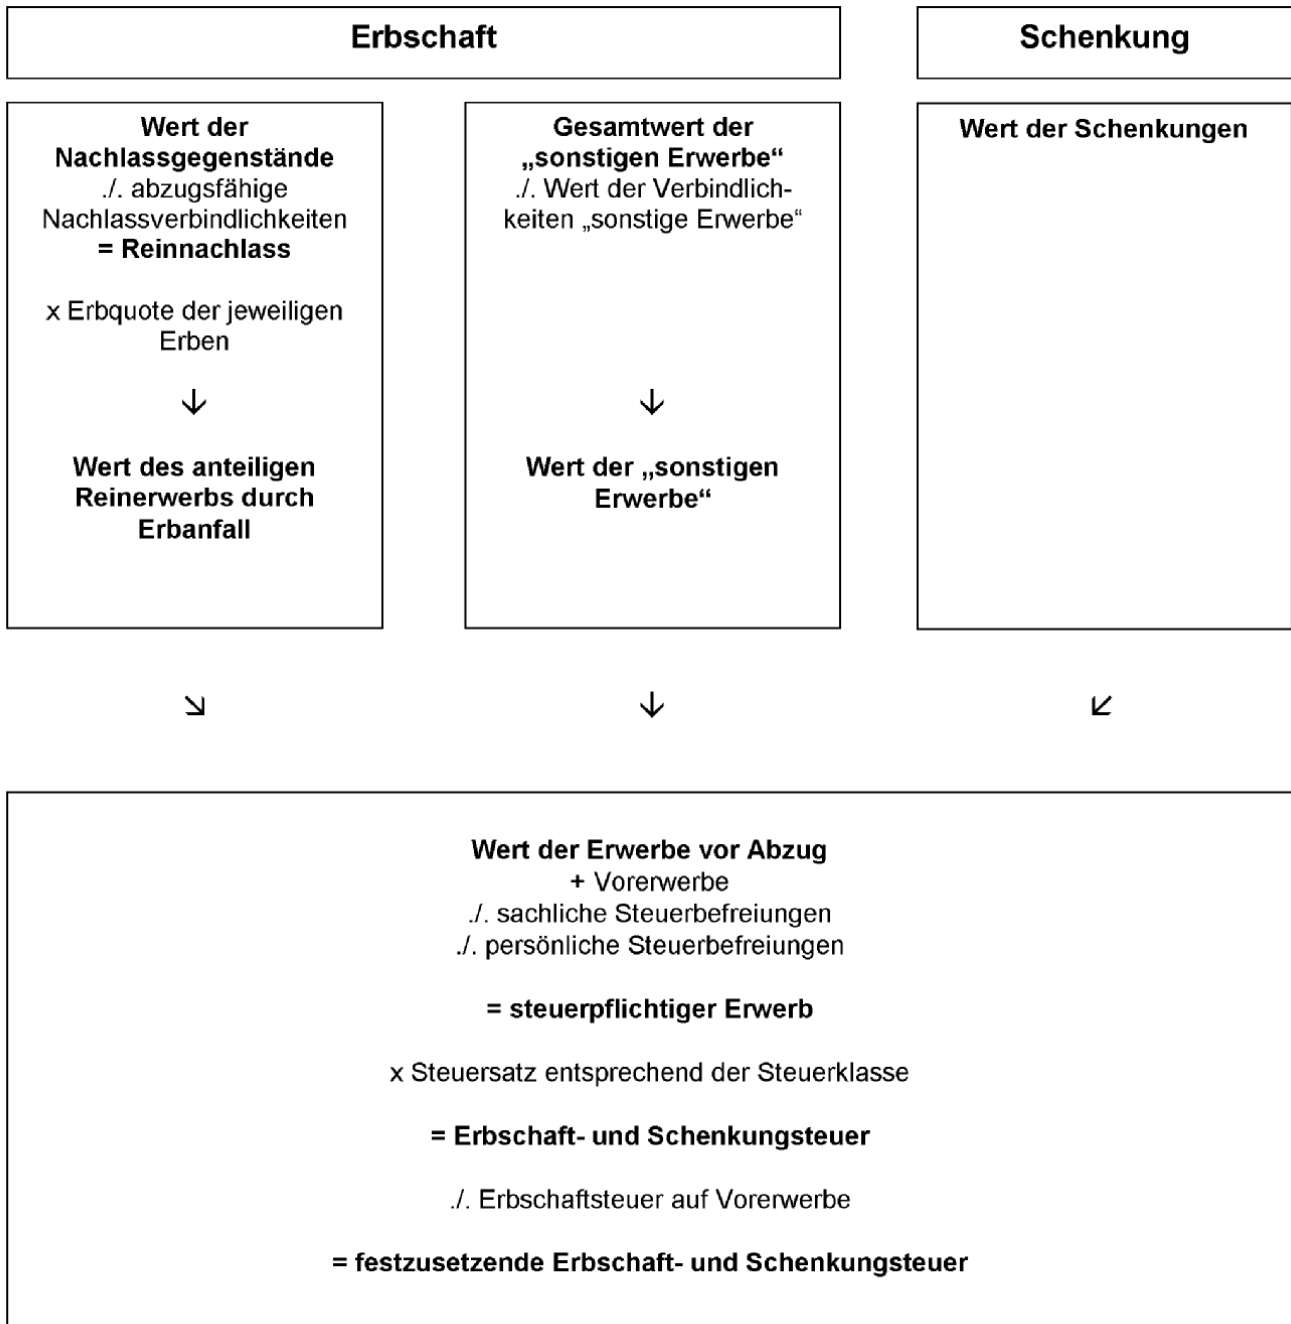 Erbschaft
Schenkung
Wert der
Nachlassgegenstände
./. abzugsfähige
Nachlassverbindlichkeiten
= Reinnachlass
x Erbquote der jeweiligen
Erben
↓
Wert des anteiligen
Reinerwerbs durch
Erbanfall
Gesamtwert der
„sonstigen Erwerbe“
./. Wert der Verbindlich-
keiten „sonstige Erwerbe“
↓
Wert der „sonstigen
Erwerbe“
Wert der Schenkungen
↘
↓
↙
Wert der Erwerbe vor Abzug
+ Vorerwerbe
./. sachliche Steuerbefreiungen
./. persönliche Steuerbefreiungen
= steuerpflichtiger Erwerb
x Steuersatz entsprechend der Steuerklasse
= Erbschaft- und Schenkungsteuer
./. Erbschaftsteuer auf Vorerwerbe
= festzusetzende Erbschaft- und Schenkungsteuer